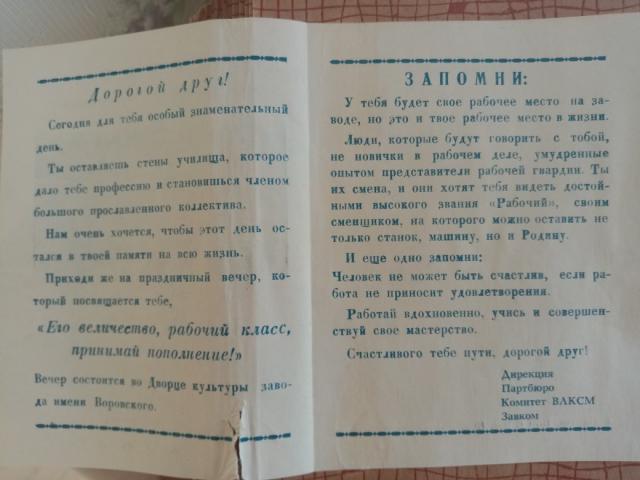 Дорогой друг!
Сегодня для тебя особый знаменательный
день.
Ты оставляешь стены училища, которое
дало тебе профессию и становишься членом
большого прославленного коллектива.
Нам очень хочется, чтобы этот день ос-
тался в твоей памяти на всю жизнь.
Приходи же на праздничный вечер, ко-
торый посвящается тебе,
«Его величество, рабочий класс,
принимай пополнение!»
Вечер состоится во Дворце культуры заво-
да имени Воровского.
ЗАПОМНИ:
У тебя будет свое рабочее место на за-
воде, но это и твое рабочее место в жизни.
Люди, которые будут говорить с тобой,
не новички в рабочем деле, умудренные
опытом представители рабочей гвардии. Ты
их смена, и они хотят тебя видеть достой-
ными высокого звания «Рабочий», своим
сменщиком, на которого можно оставить не
только станок, машину, но и Родину.
И еще одно запомни:
Человек не может быть счастлив, если ра-
бота не приносит удовлетворения.
Работай вдохновенно, учись и совершен-
ствуй свое мастерство.
Счастливого тебе пути, дорогой друг!
Дирекция
Партбюро
Комитет ВЛКСМ
Завком